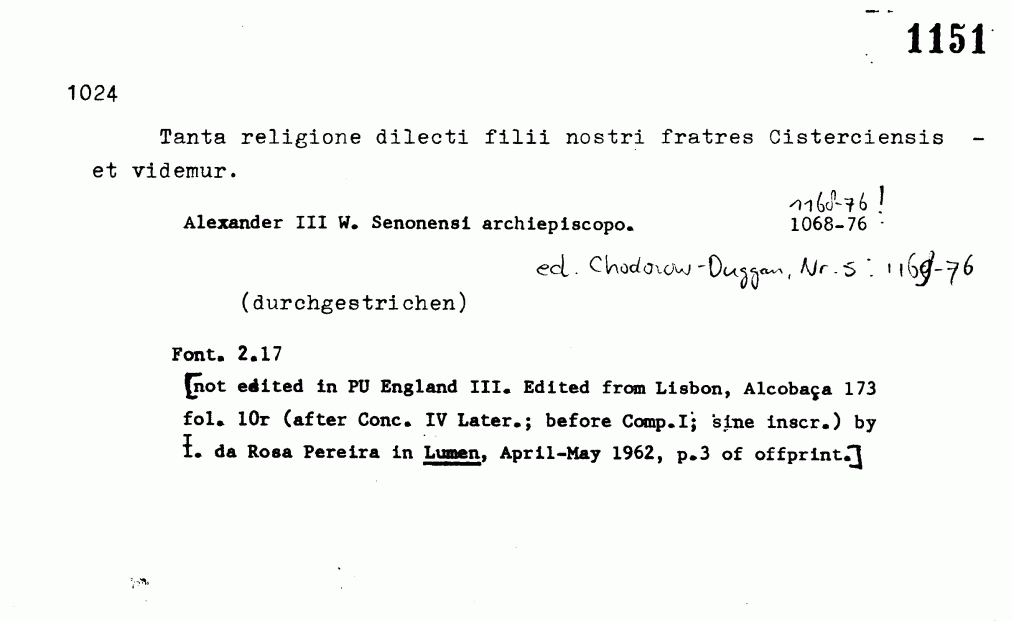 1151
1024
Tanta religione dilecti filii nostri fratres Cisterciensis -
et videmur.
1168-76 !
Alexander III W. Senonensi archiepiscopo. 1068-76
ed. Chodorow-Duggan, Nr. 5: 1169-76
(durchgestrichen)
Font. 2.17
[not edited in PU England III. Edited from Lisbon, Alcobaça 173
fol. 10r (after Conc. IV Later.; before Comp.I; sine inscr.) by
I. da Rosa Pereira in Lumen, April-May 1962, p.3 of offprint.]